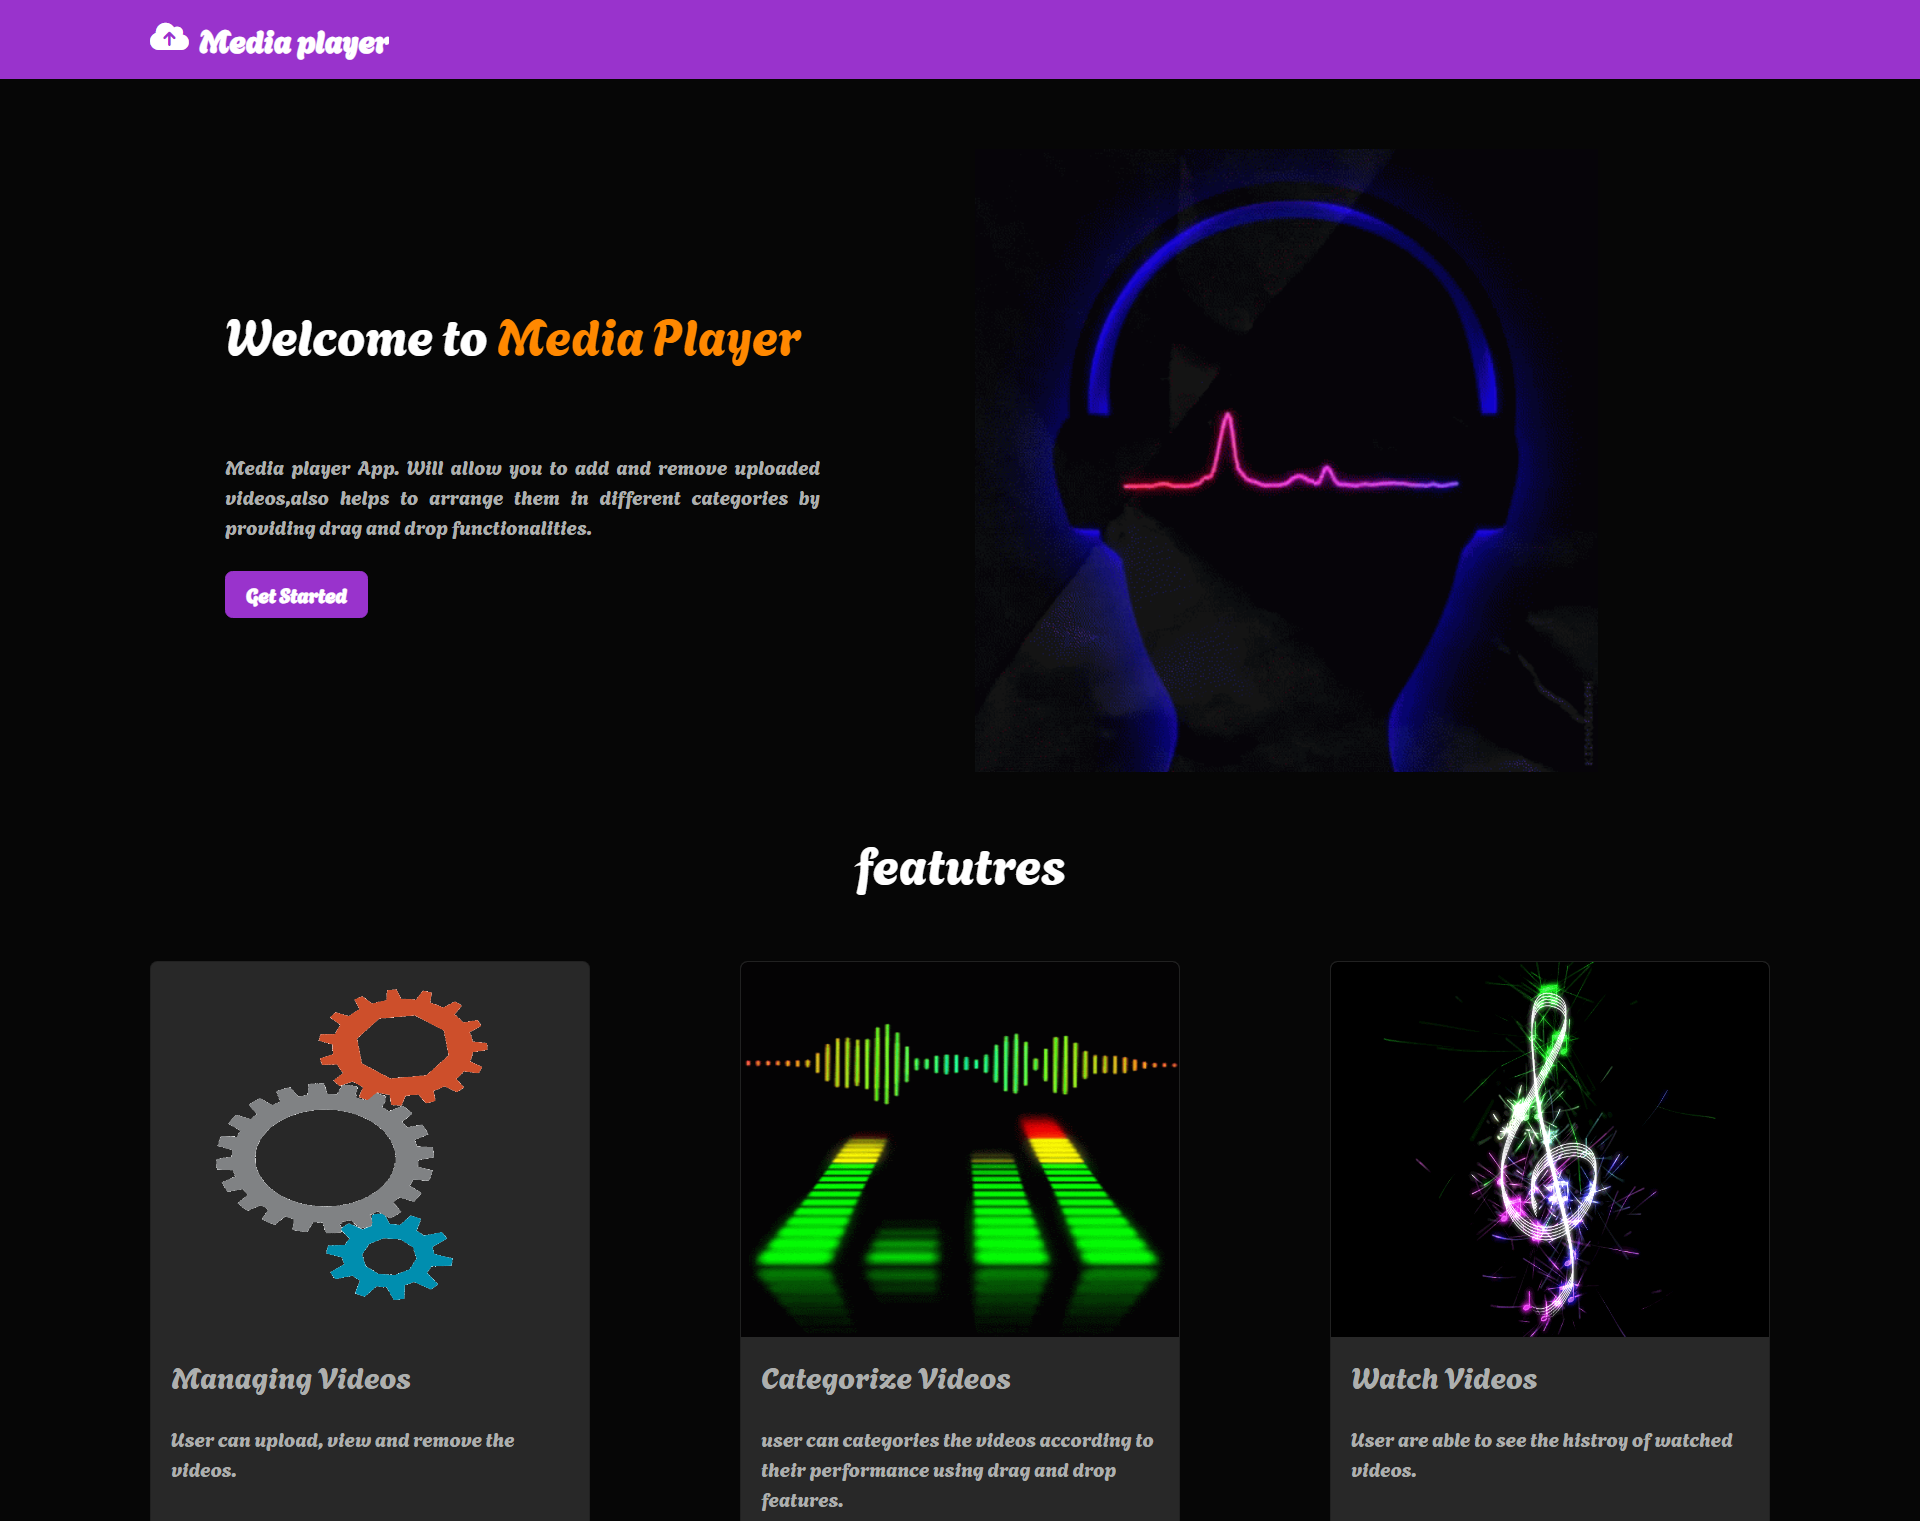 Media player
Welcome to Media Player
Media player App. Will allow you to add and remove uploaded
videos,also helps to arrange them in different categories by
providing drag and drop functionalities.
Get Started
KIDMOGRAPH
featutres
Managing Videos
User can upload, view and remove the
videos.
Categorize Videos
user can categories the videos according to
their performance using drag and drop
features.
Watch Videos
User are able to see the histroy of watched
videos.